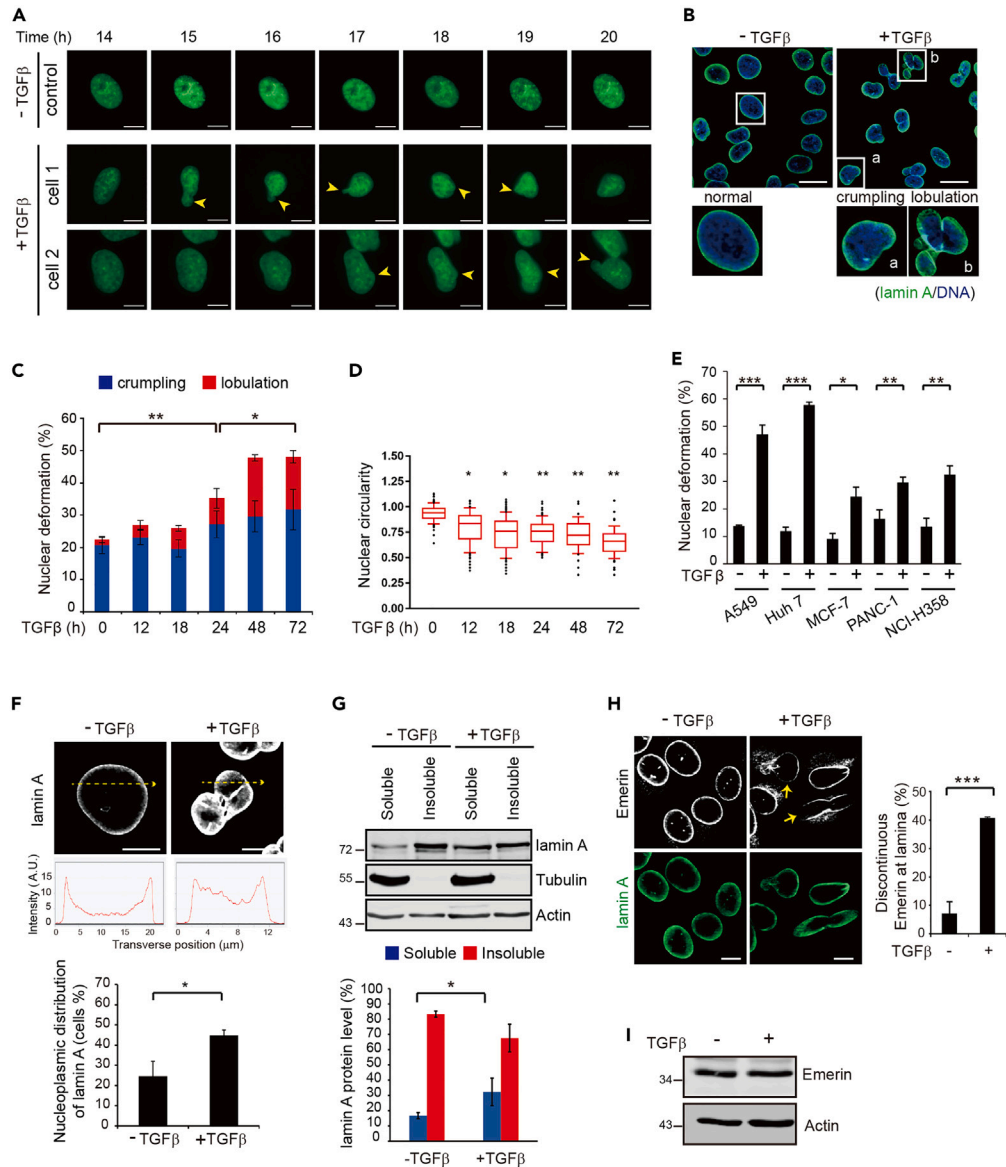 A
Time (h) 14 15 16 17 18 19 20
- TGFβ
control
+ TGFβ
cell 1
cell 2
B
- TGFβ +TGFβ
b
a
normal
crumpling lobulation
a b
(lamin A/DNA)
C
crumpling lobulation
Nuclear deformation (%)
** *
60
50
40
30
20
10
0
TGFβ (h) 0 12 18 24 48 72
D
Nuclear circularity
* * ** ** **
1.50
1.25
1.00
0.75
0.50
0.25
0.00
TGFβ (h) 0 12 18 24 48 72
E
Nuclear deformation (%)
*** *** * ** **
70
60
50
40
30
20
10
0
TGFβ - + - + - + - + - +
A549 Huh 7 MCF-7 PANC-1 NCI-H358
F
- TGFβ + TGFβ
lamin A
Intensity (A.U.)
15
10
5
0
0 5 10 15 20 0 4 8 12
Transverse position (μm)
Nucleoplasmic distribution
of lamin A (cells %)
*
60
50
40
30
20
10
0
- TGFβ +TGFβ
G
- TGFβ + TGFβ
Soluble Insoluble Soluble Insoluble
72 lamin A
55 Tubulin
43 Actin
Soluble Insoluble
lamin A protein level (%)
*
100
90
80
70
60
50
40
30
20
10
0
-TGFβ +TGFβ
H
- TGFβ +TGFβ
Emerin
lamin A
Discontinuous
Emerin at lamina (%)
***
50
40
30
20
10
0
TGFβ - +
I
TGFβ - +
34 Emerin
43 Actin